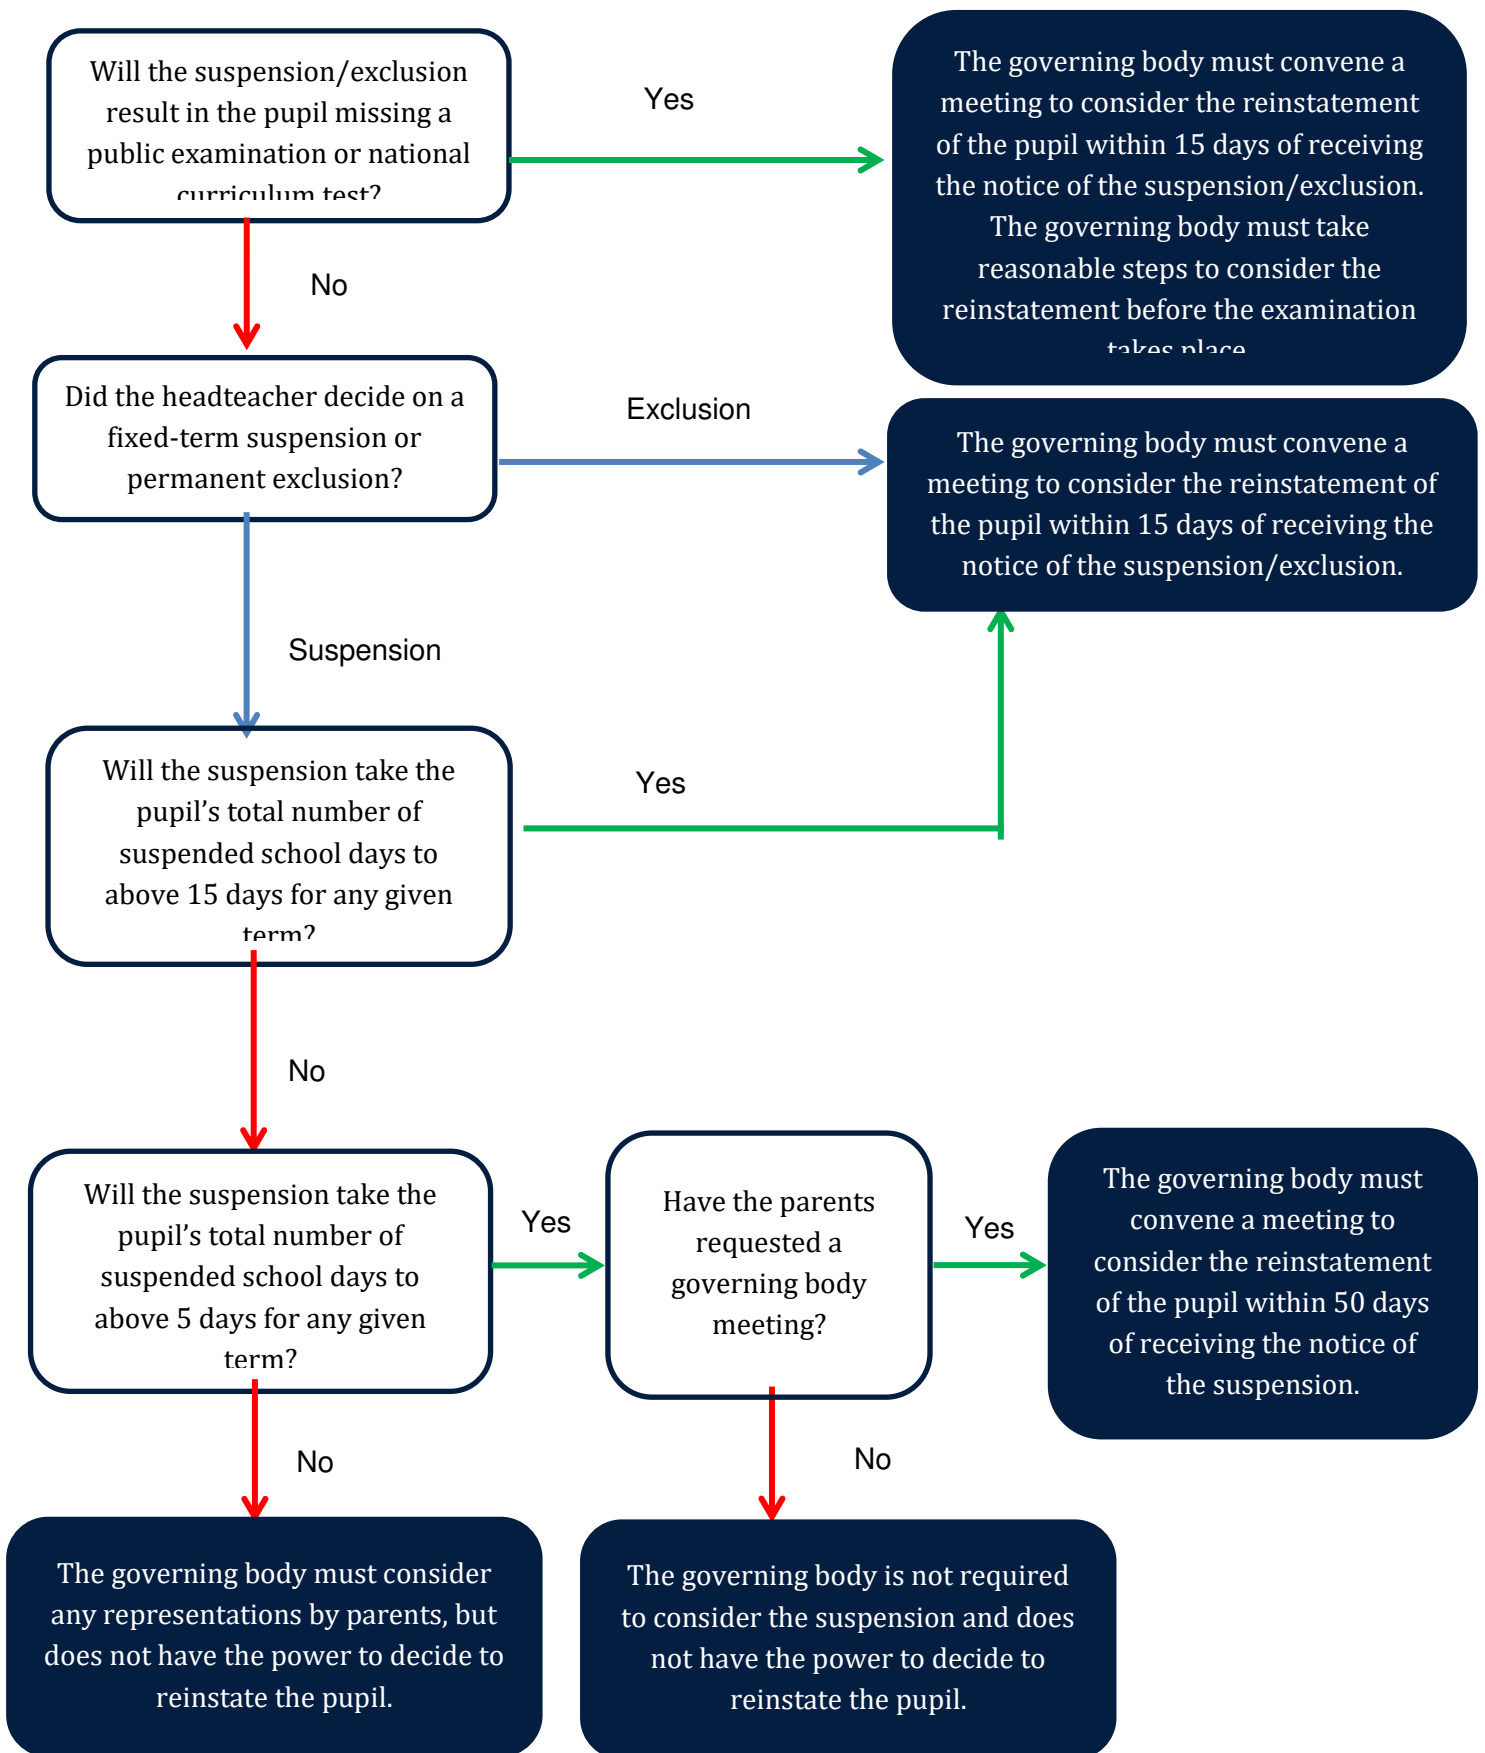 Will the suspension/exclusion
result in the pupil missing a
public examination or national
curriculum test?
Yes
The governing body must convene a
meeting to consider the reinstatement
of the pupil within 15 days of receiving
the notice of the suspension/exclusion.
The governing body must take
reasonable steps to consider the
reinstatement before the examination
takes place
No
Did the headteacher decide on a
fixed-term suspension or
permanent exclusion?
Exclusion
The governing body must convene a
meeting to consider the reinstatement of
the pupil within 15 days of receiving the
notice of the suspension/exclusion.
Suspension
Will the suspension take the
pupil’s total number of
suspended school days to
above 15 days for any given
term?
Yes
No
Will the suspension take the
pupil’s total number of
suspended school days to
above 5 days for any given
term?
Yes
Have the parents
requested a
governing body
meeting?
Yes
The governing body must
convene a meeting to
consider the reinstatement
of the pupil within 50 days
of receiving the notice of
the suspension.
No
No
The governing body must consider
any representations by parents, but
does not have the power to decide to
reinstate the pupil.
The governing body is not required
to consider the suspension and does
not have the power to decide to
reinstate the pupil.